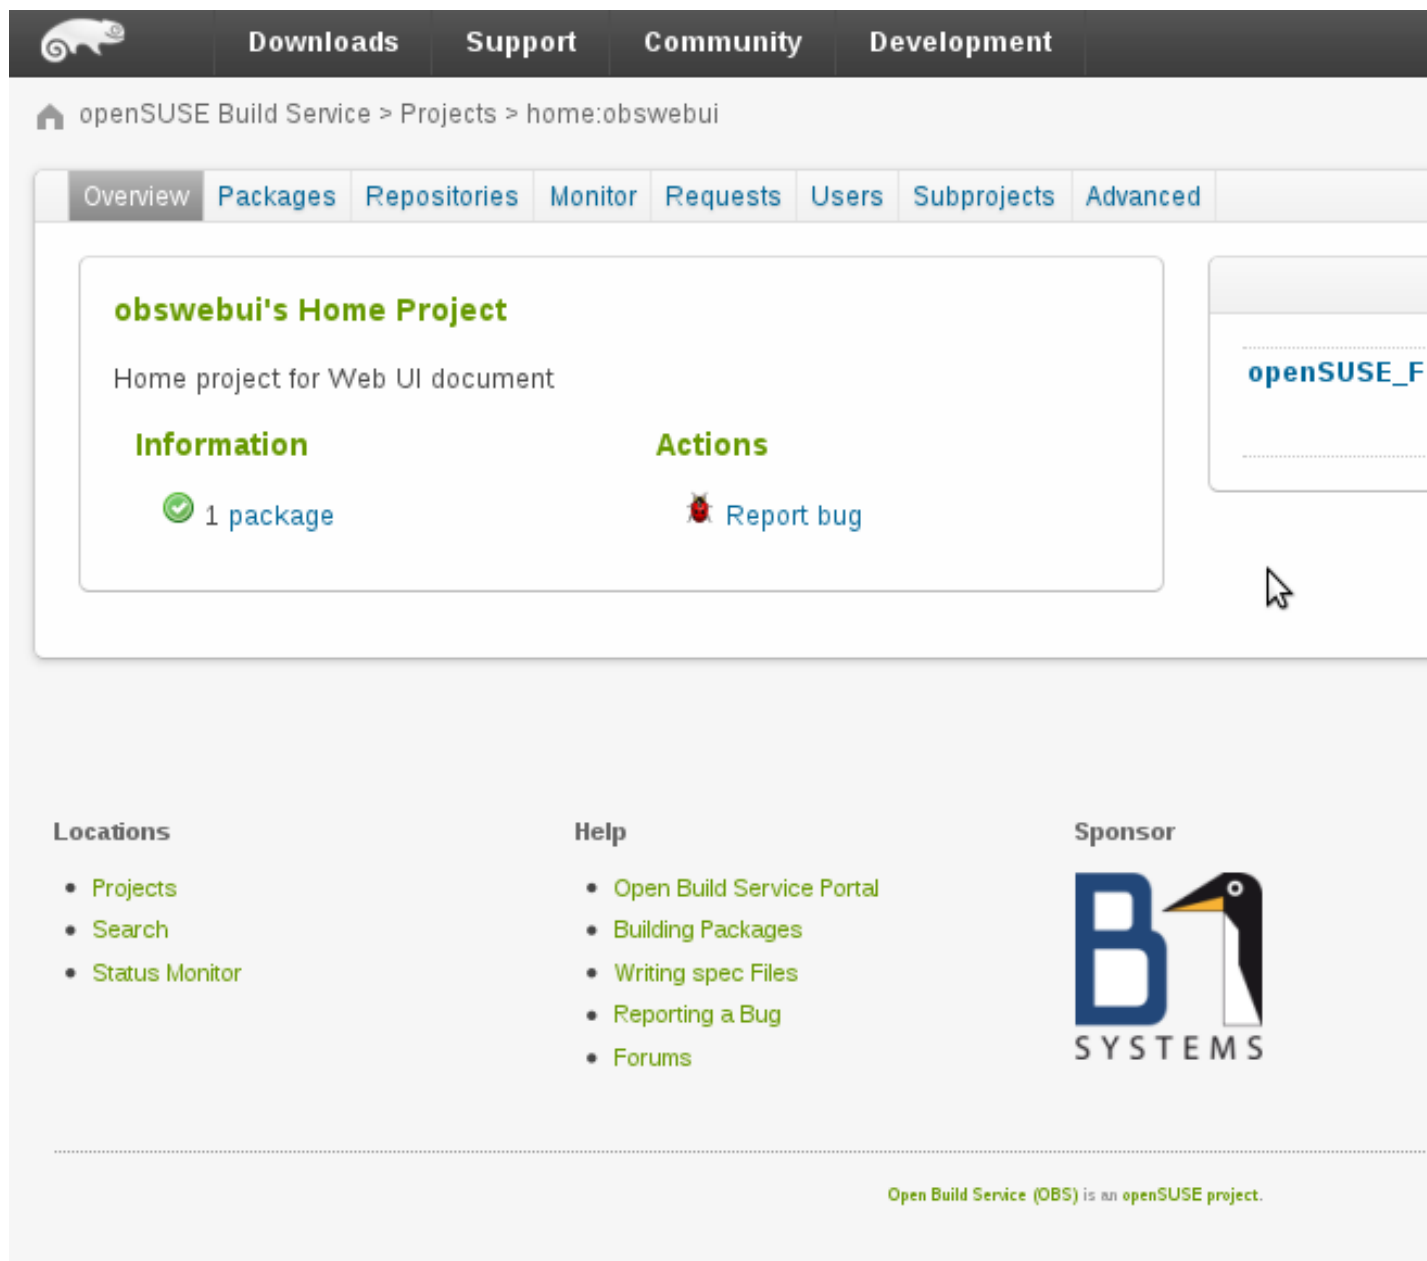 Downloads Support Community Development
openSUSE Build Service > Projects > home:obswebui
Overview Packages Repositories Monitor Requests Users Subprojects Advanced
obswebui's Home Project
Home project for Web UI document
Information
1 package
Actions
Report bug
openSUSE_F
Locations
Projects
Search
Status Monitor
Help
Open Build Service Portal
Building Packages
Writing spec Files
Reporting a Bug
Forums
Sponsor
B1
SYSTEMS
Open Build Service (OBS) is an openSUSE project.